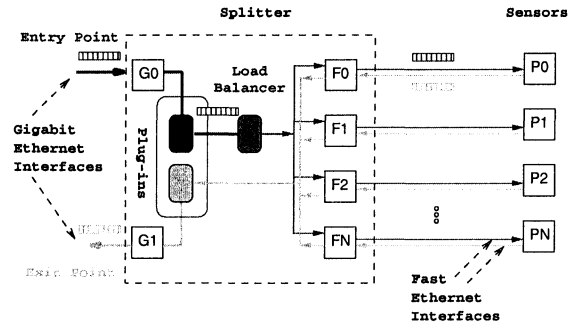 Splitter
Sensors
Entry Point
G0
Load
Balancer
F0
P0
Gigabit
Ethernet
Interfaces
Plug-ins
F1
P1
F2
P2
G1
FN
PN
Exit Point
Fast
Ethernet
Interfaces